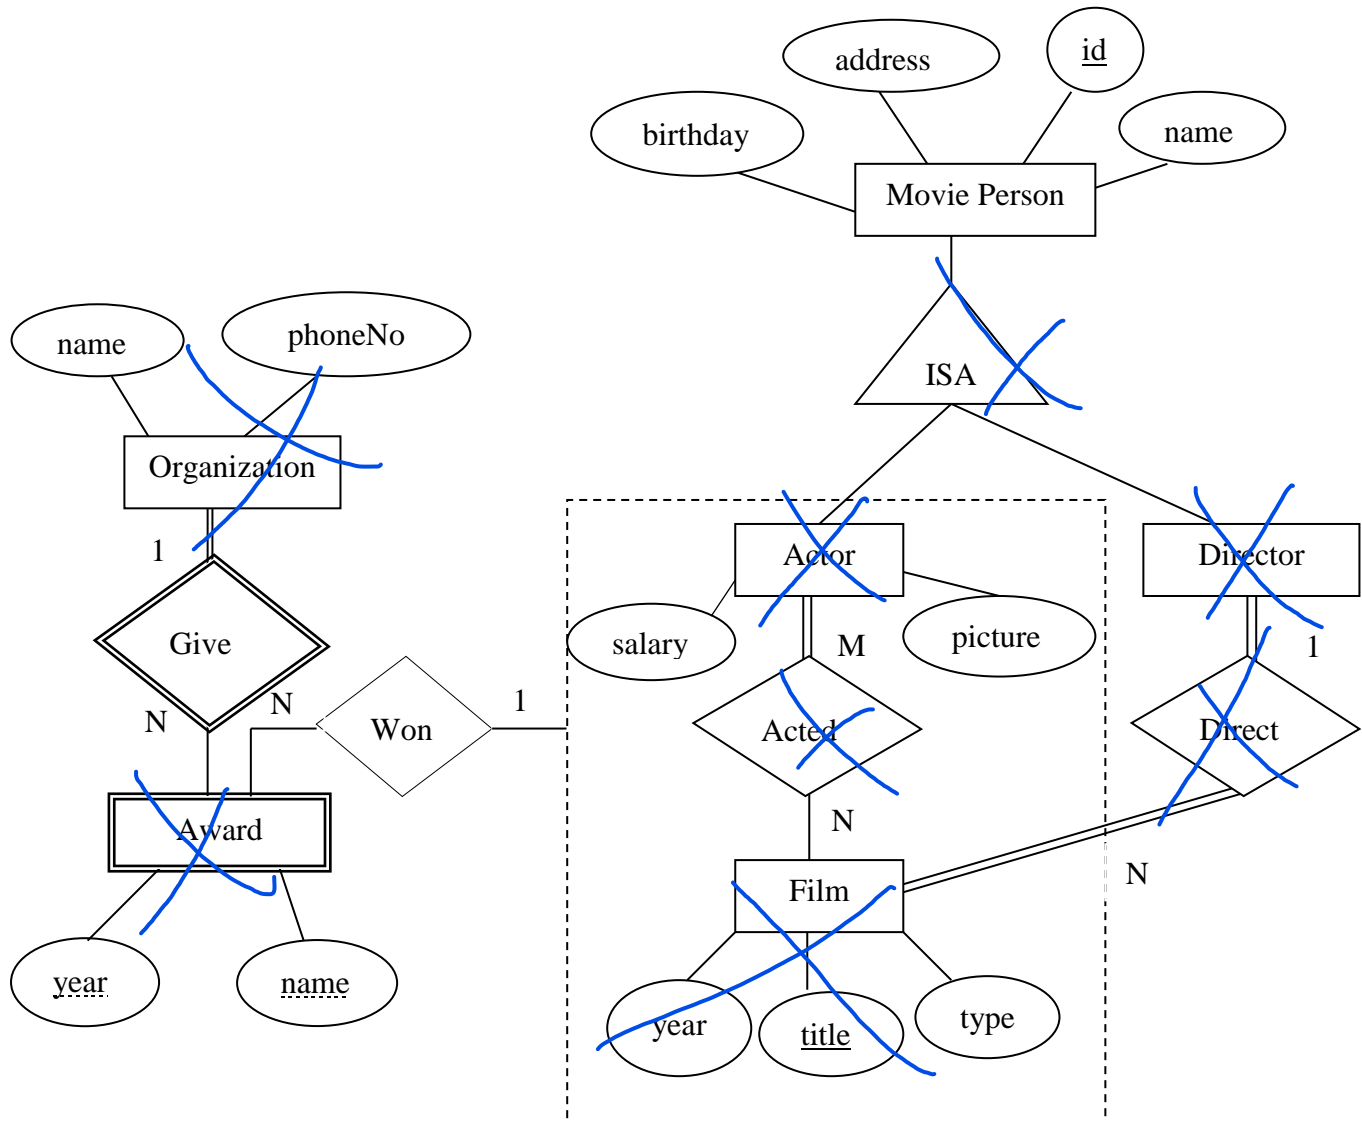 address
id
birthday
name
Movie Person
name
phoneNo
ISA
Organization
1
Actor
Director
Give
salary
M
picture
1
N
N
Won
1
Acted
Direct
Award
N
Film
N
year
name
year
title
type